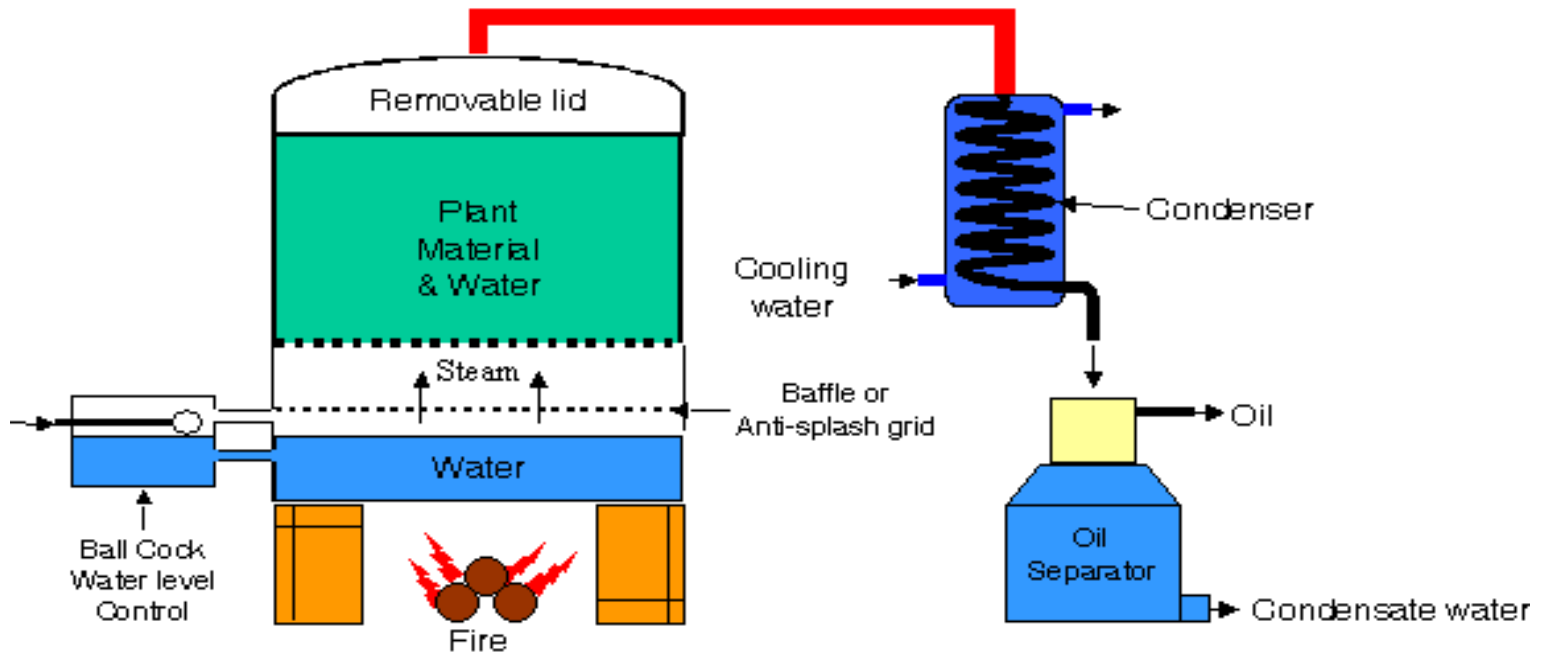 Removable lid
Plant
Material
& Water
Steam
Baffle or
Anti-splash grid
Water
Ball Cock
Water level
Control
Fire
Cooling
water
Condenser
Oil
Oil
Separator
Condensate water